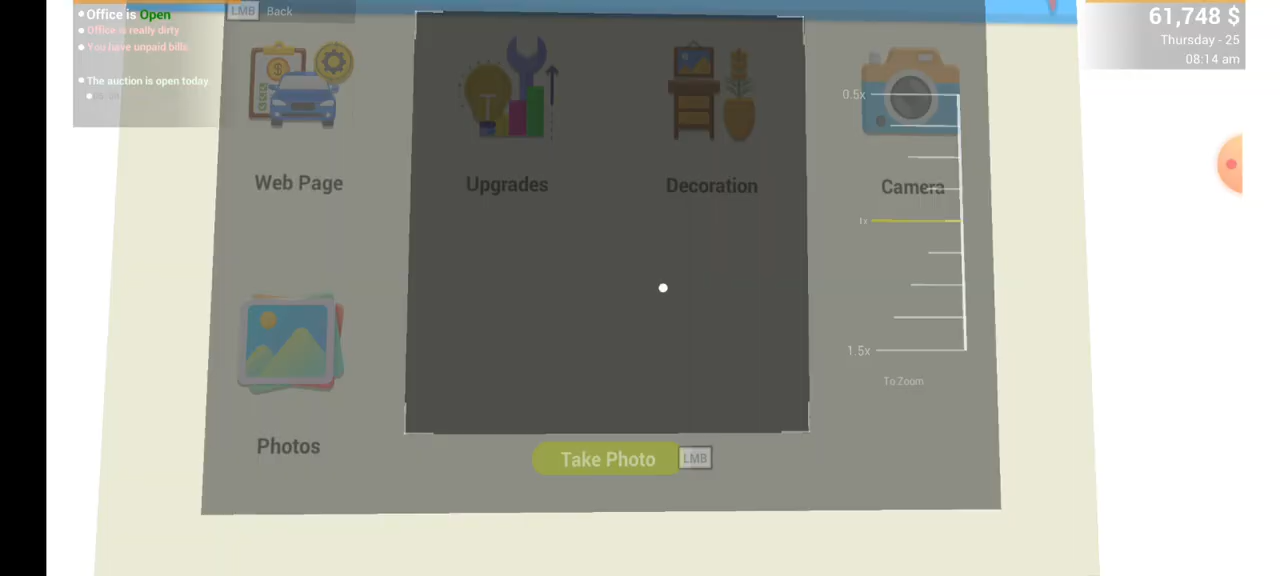 Office is Open
Office is really dirty
You have unpaid bills.
The auction is open today.
LMB Back
61,748 $
Thursday - 25
08:14 am
Web Page
Upgrades
Decoration
Camera
0.5x
1x
1.5x
To Zoom
Photos
Take Photo LMB